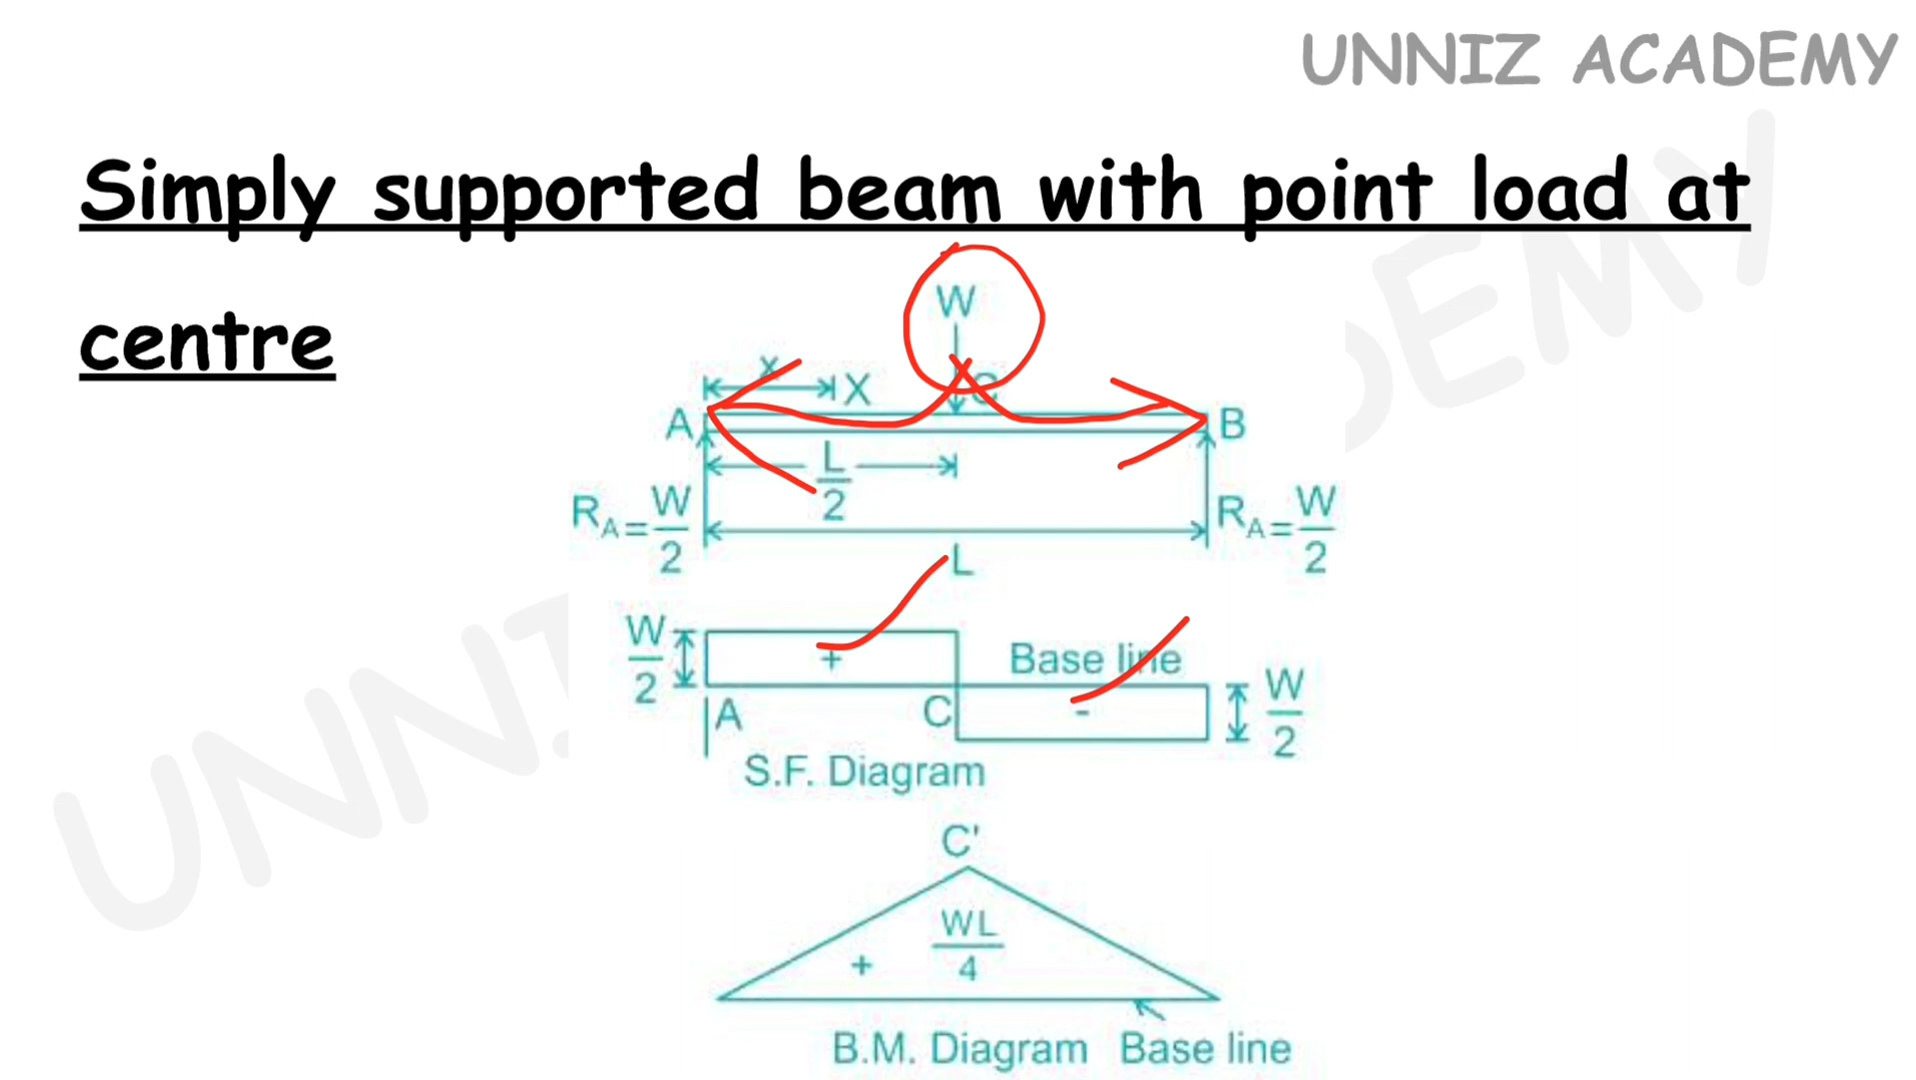 UNNIZ ACADEMY
Simply supported beam with point load at
centre
W
x
X
C
A
B
L/2
R_A = W/2
R_A = W/2
L
W/2
+
Base line
-
W/2
A
C
S.F. Diagram
C'
WL/4
+
B.M. Diagram
Base line